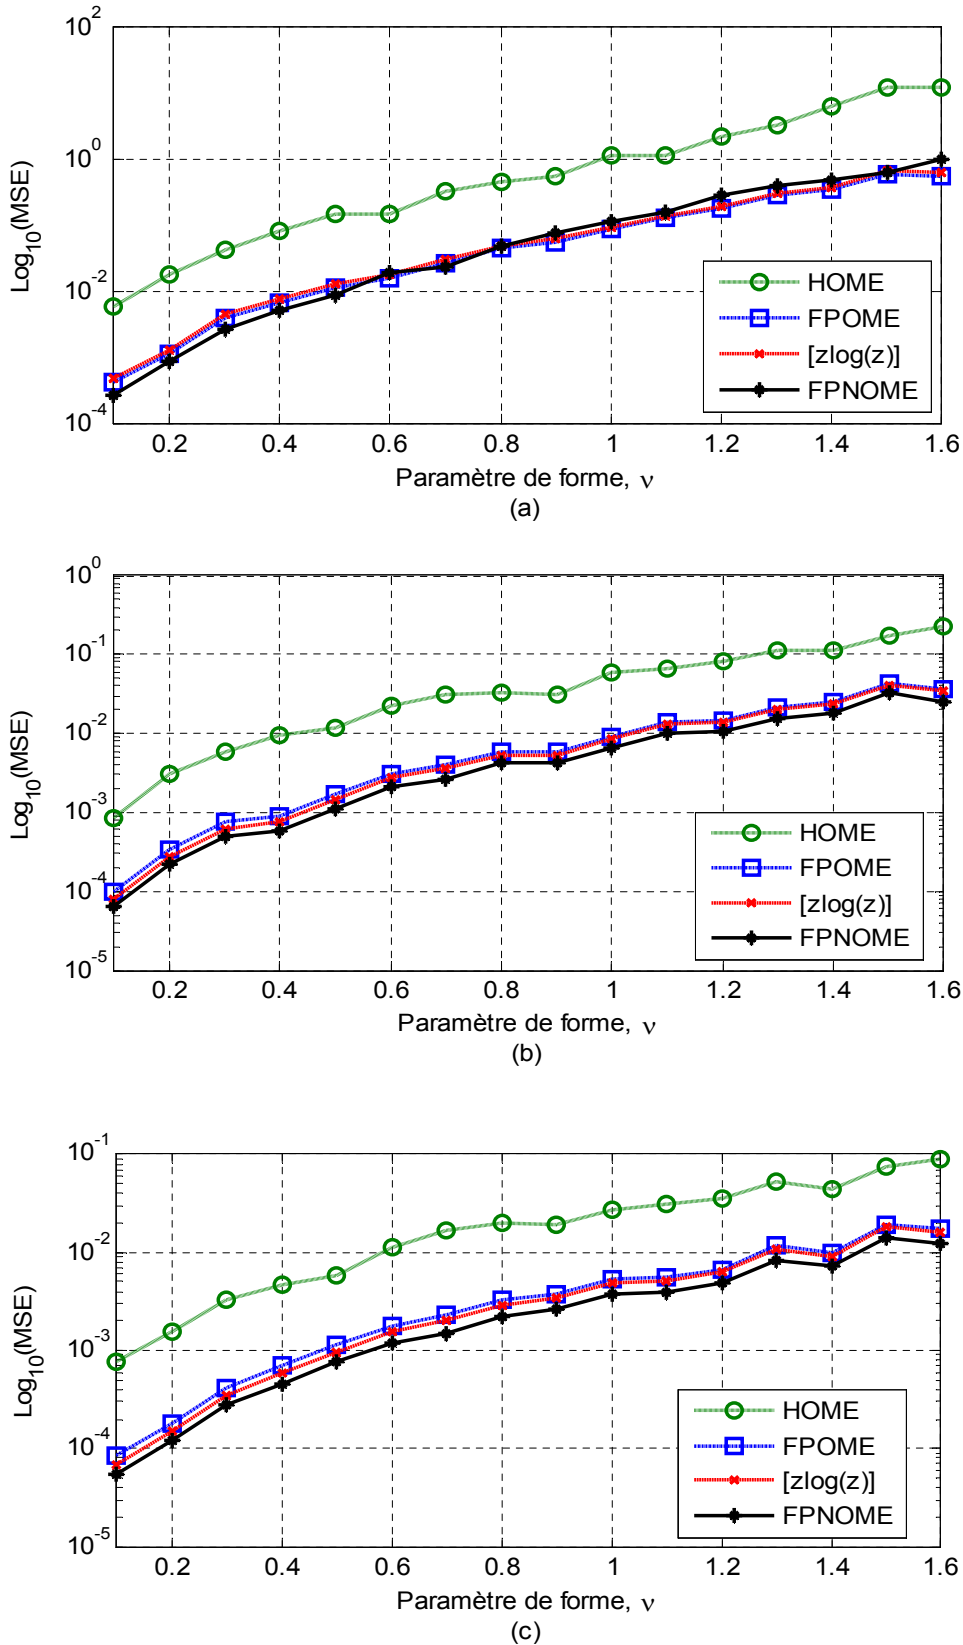 10^2
10^0
10^-2
10^-4
Log10(MSE)
HOME
FPOME
[zlog(z)]
FPNOME
0.2 0.4 0.6 0.8 1 1.2 1.4 1.6
Paramètre de forme, ν
(a)
10^0
10^-1
10^-2
10^-3
10^-4
10^-5
Log10(MSE)
HOME
FPOME
[zlog(z)]
FPNOME
0.2 0.4 0.6 0.8 1 1.2 1.4 1.6
Paramètre de forme, ν
(b)
10^-1
10^-2
10^-3
10^-4
10^-5
Log10(MSE)
HOME
FPOME
[zlog(z)]
FPNOME
0.2 0.4 0.6 0.8 1 1.2 1.4 1.6
Paramètre de forme, ν
(c)